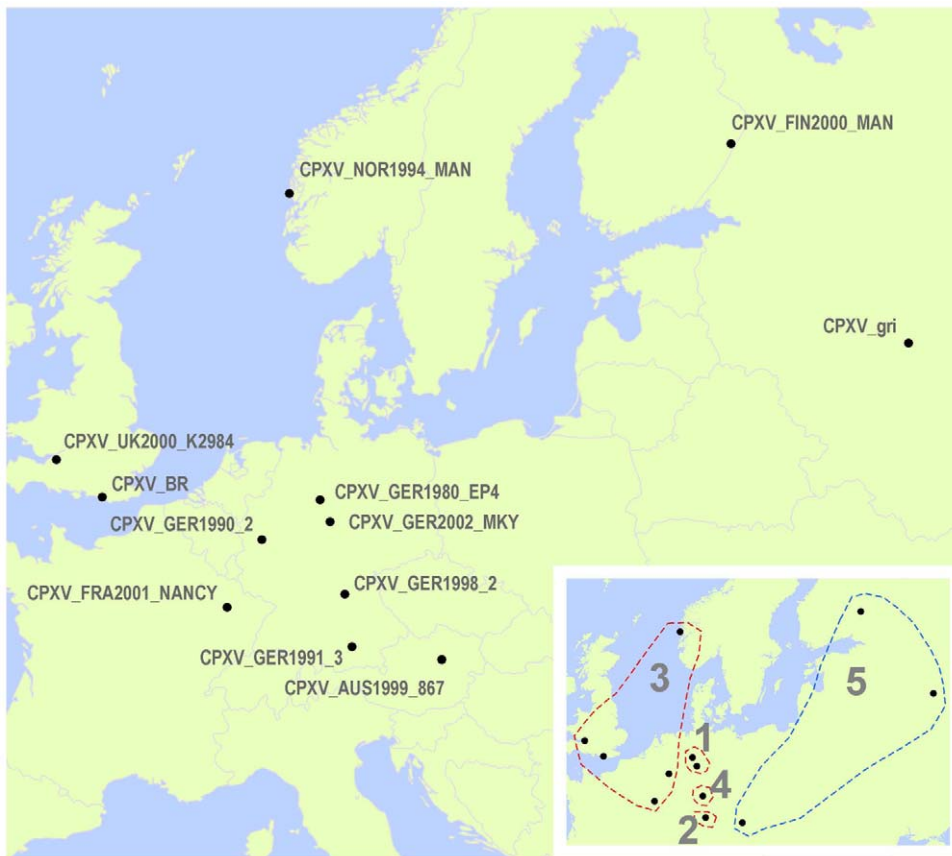 CPXV_FIN2000_MAN
CPXV_NOR1994_MAN
CPXV_gri
CPXV_UK2000_K2984
CPXV_BR
CPXV_GER1980_EP4
CPXV_GER1990_2
CPXV_GER2002_MKY
CPXV_GER1998_2
CPXV_FRA2001_NANCY
CPXV_GER1991_3
CPXV_AUS1999_867
3
5
1
4
2